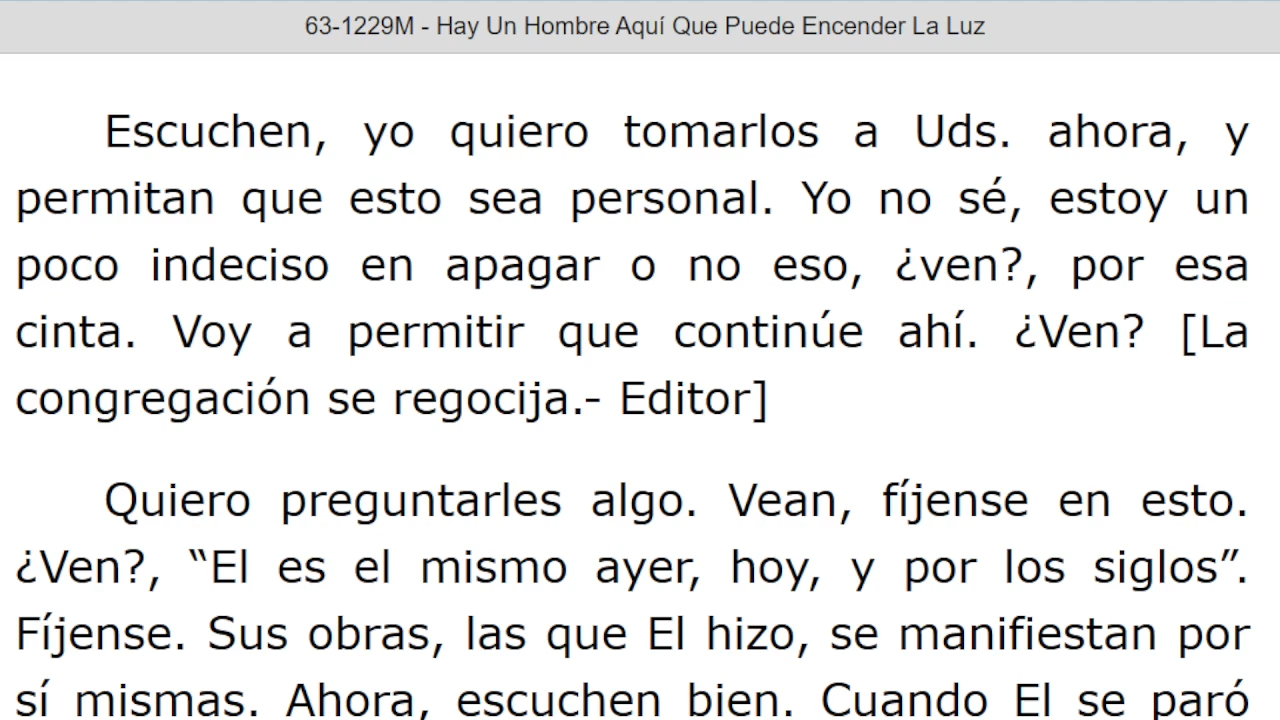 63-1229M - Hay Un Hombre Aquí Que Puede Encender La Luz
Escuchen, yo quiero tomarlos a Uds. ahora, y
permitan que esto sea personal. Yo no sé, estoy un
poco indeciso en apagar o no eso, ¿ven?, por esa
cinta. Voy a permitir que continúe ahí. ¿Ven? [La
congregación se regocija.- Editor]
Quiero preguntarles algo. Vean, fíjense en esto.
¿Ven?, “El es el mismo ayer, hoy, y por los siglos”.
Fíjense. Sus obras, las que El hizo, se manifiestan por
sí mismas. Ahora, escuchen bien. Cuando El se paró